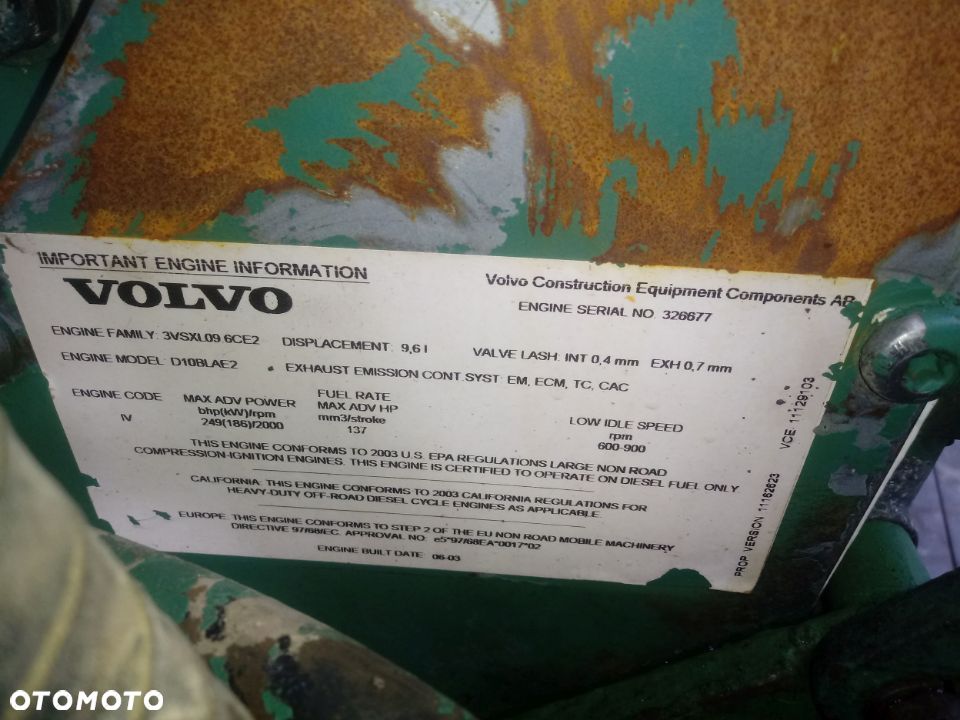 IMPORTANT ENGINE INFORMATION
VOLVO
Volvo Construction Equipment Components AB
ENGINE SERIAL NO. 326677
ENGINE FAMILY: 3VSXL09.6CE2 DISPLACEMENT: 9,6 l VALVE LASH: INT 0,4 mm EXH 0,7 mm
ENGINE MODEL: D10BLAE2 EXHAUST EMISSION CONT.SYST: EM, ECM, TC, CAC
ENGINE CODE
IV
MAX ADV POWER
bhp(kW)/rpm
249(186)/2000
FUEL RATE
MAX ADV HP
mm3/stroke
137
LOW IDLE SPEED
rpm
600-900
THIS ENGINE CONFORMS TO 2003 U.S. EPA REGULATIONS LARGE NON ROAD
COMPRESSION-IGNITION ENGINES. THIS ENGINE IS CERTIFIED TO OPERATE ON DIESEL FUEL ONLY
CALIFORNIA: THIS ENGINE CONFORMS TO 2003 CALIFORNIA REGULATIONS FOR
HEAVY-DUTY OFF-ROAD DIESEL CYCLE ENGINES AS APPLICABLE.
EUROPE: THIS ENGINE CONFORMS TO STEP 2 OF THE EU NON ROAD MOBILE MACHINERY
DIRECTIVE 97/68/EC. APPROVAL NO: e5*97/68EA*0017*02
ENGINE BUILT DATE: 06-03
PROP VERSION 11162623
VCE 11129103
OTOMOTO